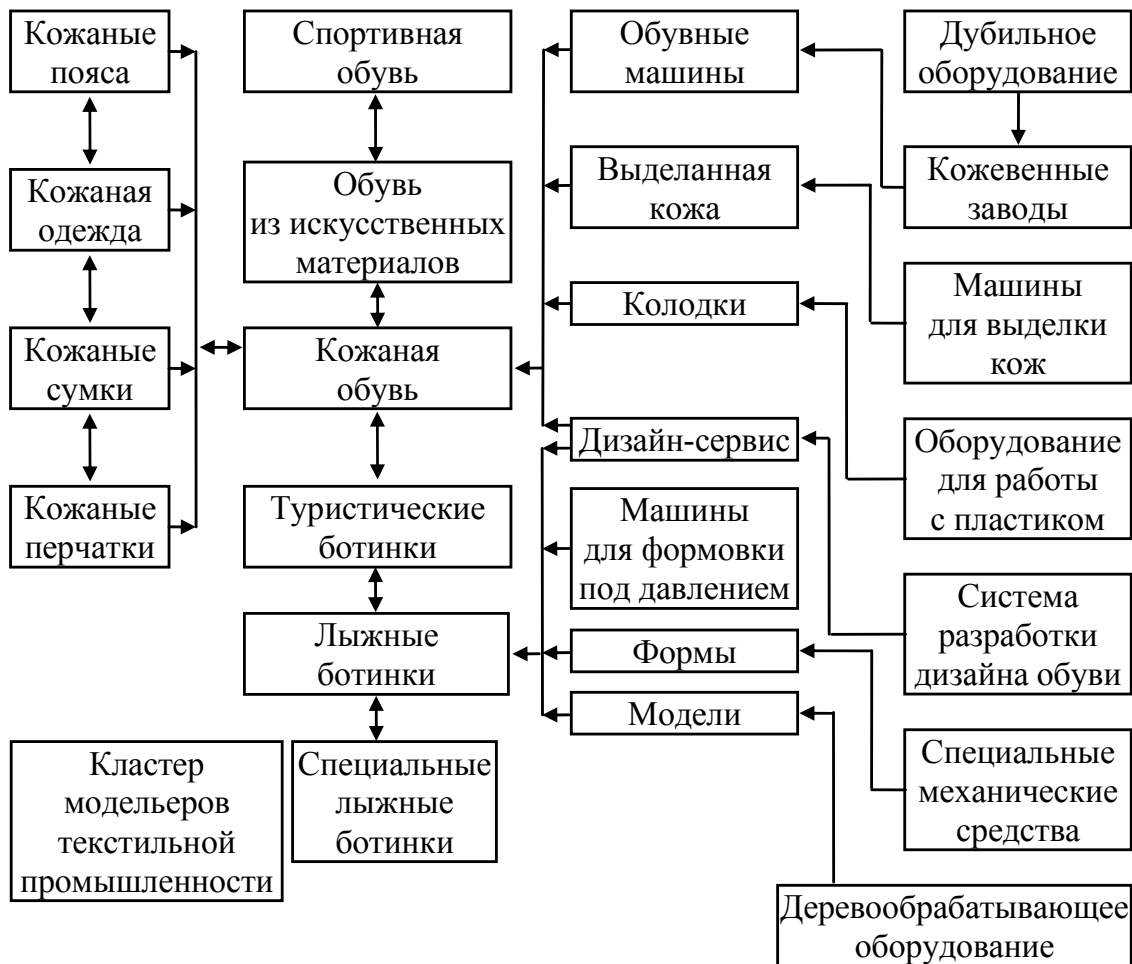 Кожаные
пояса
Кожаная
одежда
Кожаные
сумки
Кожаные
перчатки
Кластер
модельеров
текстильной
промышленности
Спортивная
обувь
Обувь
из искусственных
материалов
Кожаная
обувь
Туристические
ботинки
Лыжные
ботинки
Специальные
лыжные
ботинки
Обувные
машины
Выделанная
кожа
Колодки
Дизайн-сервис
Машины
для формовки
под давлением
Формы
Модели
Дубильное
оборудование
Кожевенные
заводы
Машины
для выделки
кож
Оборудование
для работы
с пластиком
Система
разработки
дизайна обуви
Специальные
механические
средства
Деревообрабатывающее
оборудование